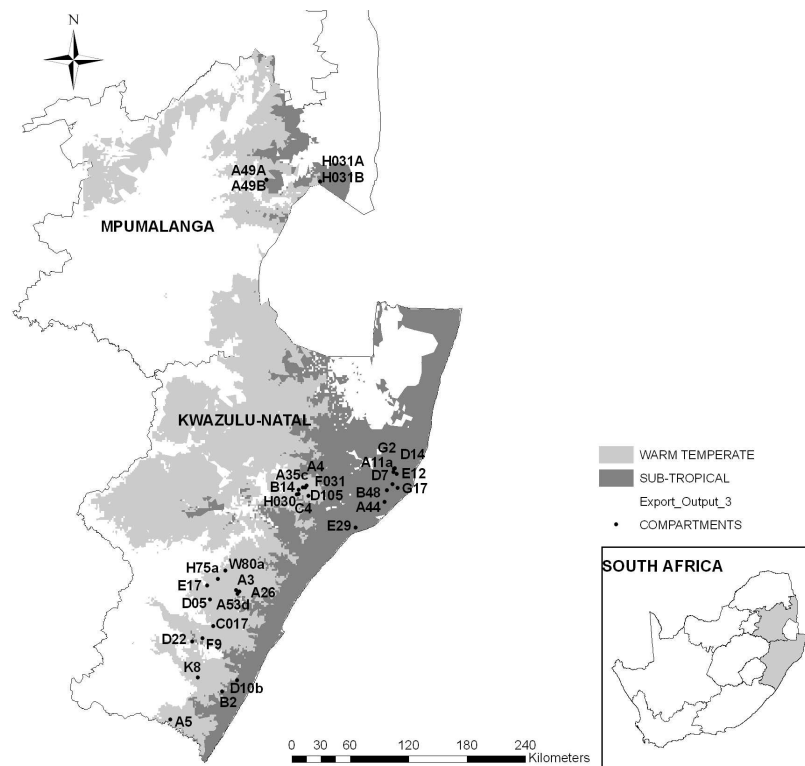 N
H031A
A49A
H031B
A49B
MPUMALANGA
KWAZULU-NATAL
G2
D14
A11a
A4
D7
E12
A35c
F031
B14
G17
B48
H030
D105
C4
A44
E29
WARM TEMPERATE
SUB-TROPICAL
Export_Output_3
COMPARTMENTS
H75a
W80a
A3
E17
A26
D05
A53d
C017
D22
F9
K8
D10b
B2
A5
SOUTH AFRICA
0 15 30 60 120 180 240
Kilometers